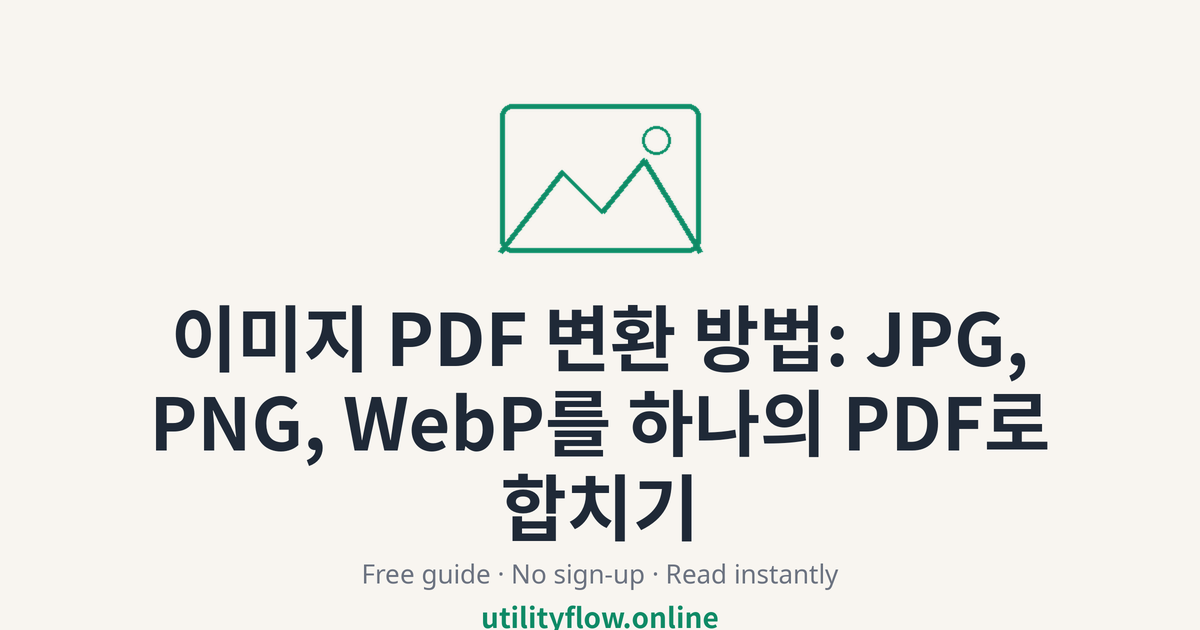 이미지 PDF 변환 방법: JPG,
PNG, WebP를 하나의 PDF로
합치기
Free guide · No sign-up · Read instantly
utilityflow.online